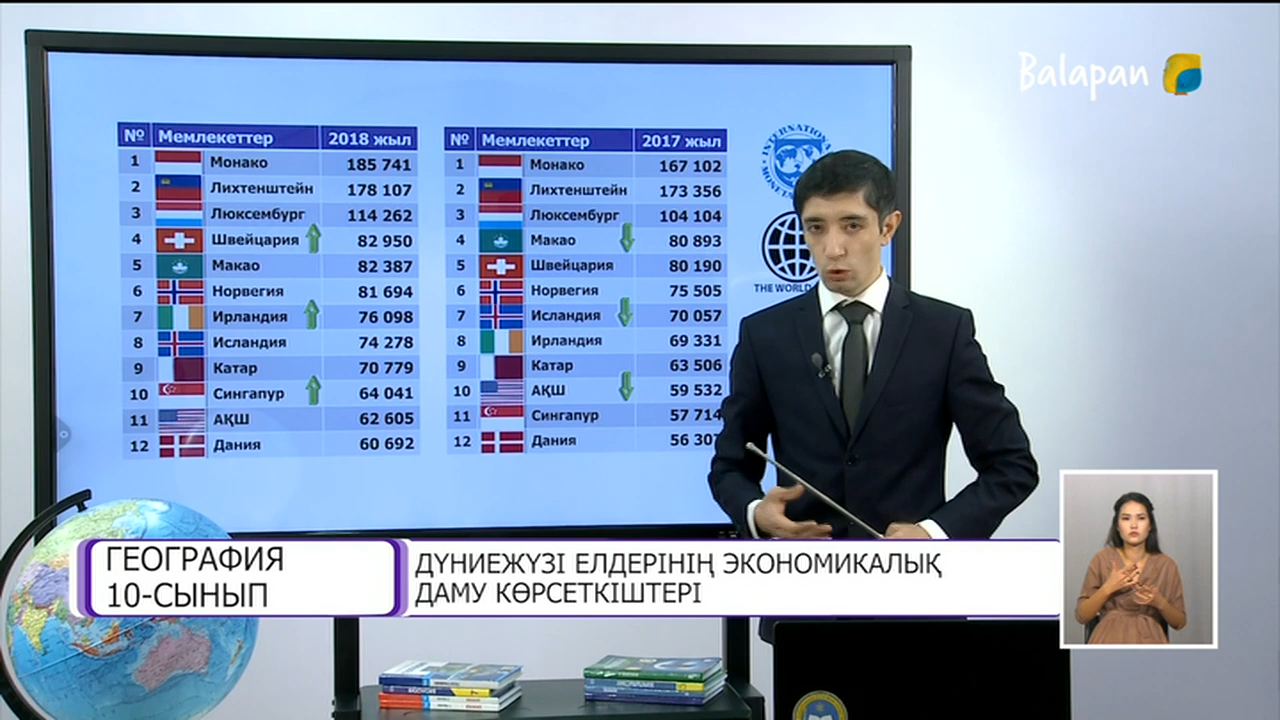 Balapan
№ Мемлекеттер 2018 жыл
1 Монако 185 741
2 Лихтенштейн 178 107
3 Люксембург 114 262
4 Швейцария 82 950
5 Макао 82 387
6 Норвегия 81 694
7 Ирландия 76 098
8 Исландия 74 278
9 Катар 70 779
10 Сингапур 64 041
11 АҚШ 62 605
12 Дания 60 692
№ Мемлекеттер 2017 жыл
1 Монако 167 102
2 Лихтенштейн 173 356
3 Люксембург 104 104
4 Макао 80 893
5 Швейцария 80 190
6 Норвегия 75 505
7 Исландия 70 057
8 Ирландия 69 331
9 Катар 63 506
10 АҚШ 59 532
11 Сингапур 57 714
12 Дания 56 307
INTERNATIONAL
THE WORLD
ГЕОГРАФИЯ
10-СЫНЫП
ДҮНИЕЖҮЗІ ЕЛДЕРІНІҢ ЭКОНОМИКАЛЫҚ
ДАМУ КӨРСЕТКІШТЕРІ